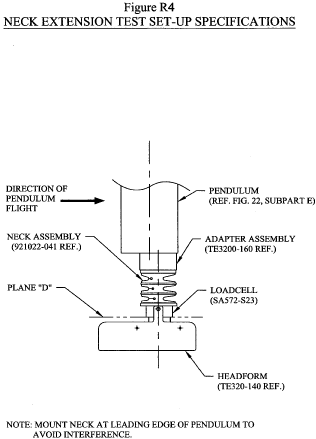 Figure R4
NECK EXTENSION TEST SET-UP SPECIFICATIONS
DIRECTION OF
PENDULUM
FLIGHT
PENDULUM
(REF. FIG. 22, SUBPART E)
NECK ASSEMBLY
(921022-041 REF.)
ADAPTER ASSEMBLY
(TE3200-160 REF.)
PLANE "D"
LOADCELL
(SA572-S23)
HEADFORM
(TE320-140 REF.)
NOTE: MOUNT NECK AT LEADING EDGE OF PENDULUM TO
AVOID INTERFERENCE.